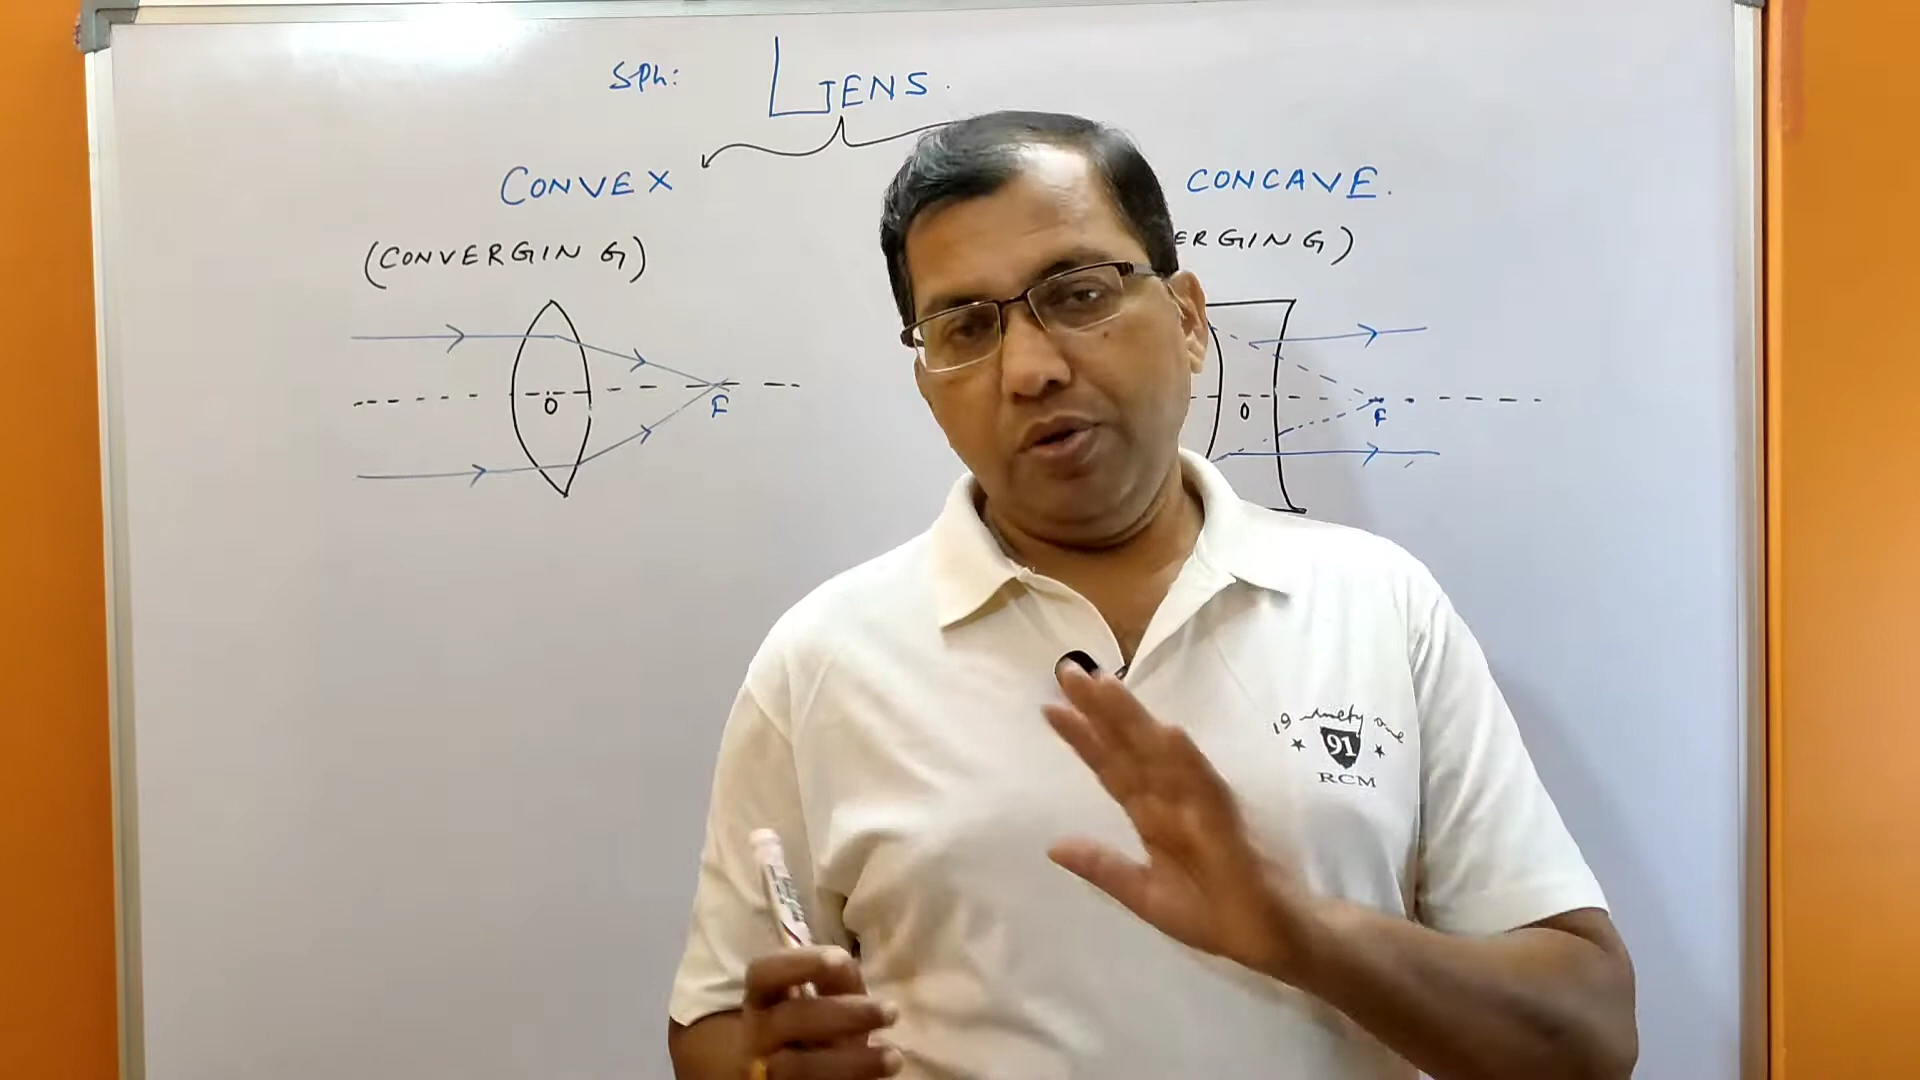 Sph: LENS.
CONVEX CONCAVE.
(CONVERGING) ERGING)
O F O F
19 ninety one
91
RCM